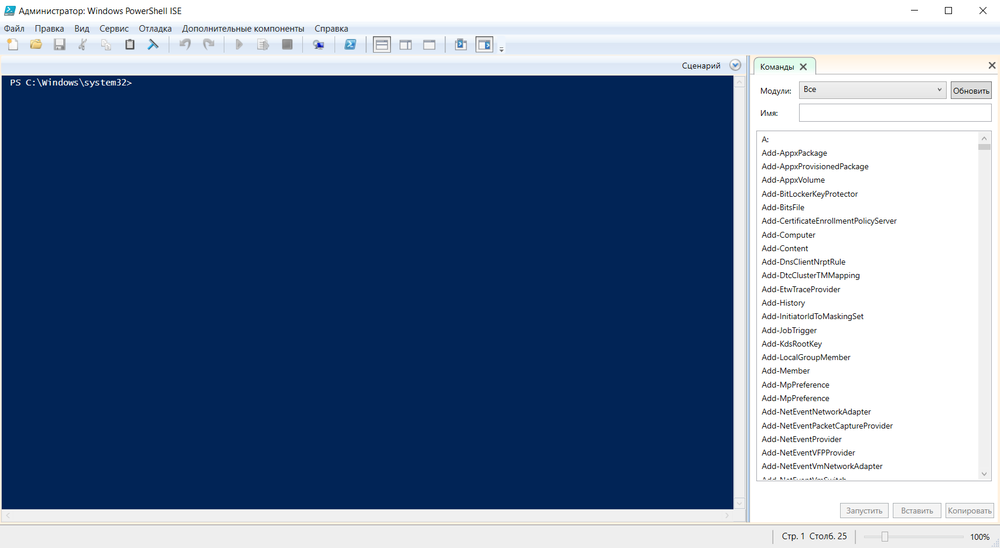 Администратор: Windows PowerShell ISE
Файл Правка Вид Сервис Отладка Дополнительные компоненты Справка
Сценарий
PS C:\Windows\system32>
Команды
Модули: Все Обновить
Имя:
A:
Add-AppxPackage
Add-AppxProvisionedPackage
Add-AppxVolume
Add-BitLockerKeyProtector
Add-BitsFile
Add-CertificateEnrollmentPolicyServer
Add-Computer
Add-Content
Add-DnsClientNrptRule
Add-DtcClusterTMMapping
Add-EtwTraceProvider
Add-History
Add-InitiatorIdToMaskingSet
Add-JobTrigger
Add-KdsRootKey
Add-LocalGroupMember
Add-Member
Add-MpPreference
Add-MpPreference
Add-NetEventNetworkAdapter
Add-NetEventPacketCaptureProvider
Add-NetEventProvider
Add-NetEventVFPProvider
Add-NetEventVmNetworkAdapter
Add-NetEventVmSwitch
Запустить Вставить Копировать
Стр. 1 Столб. 25 100%